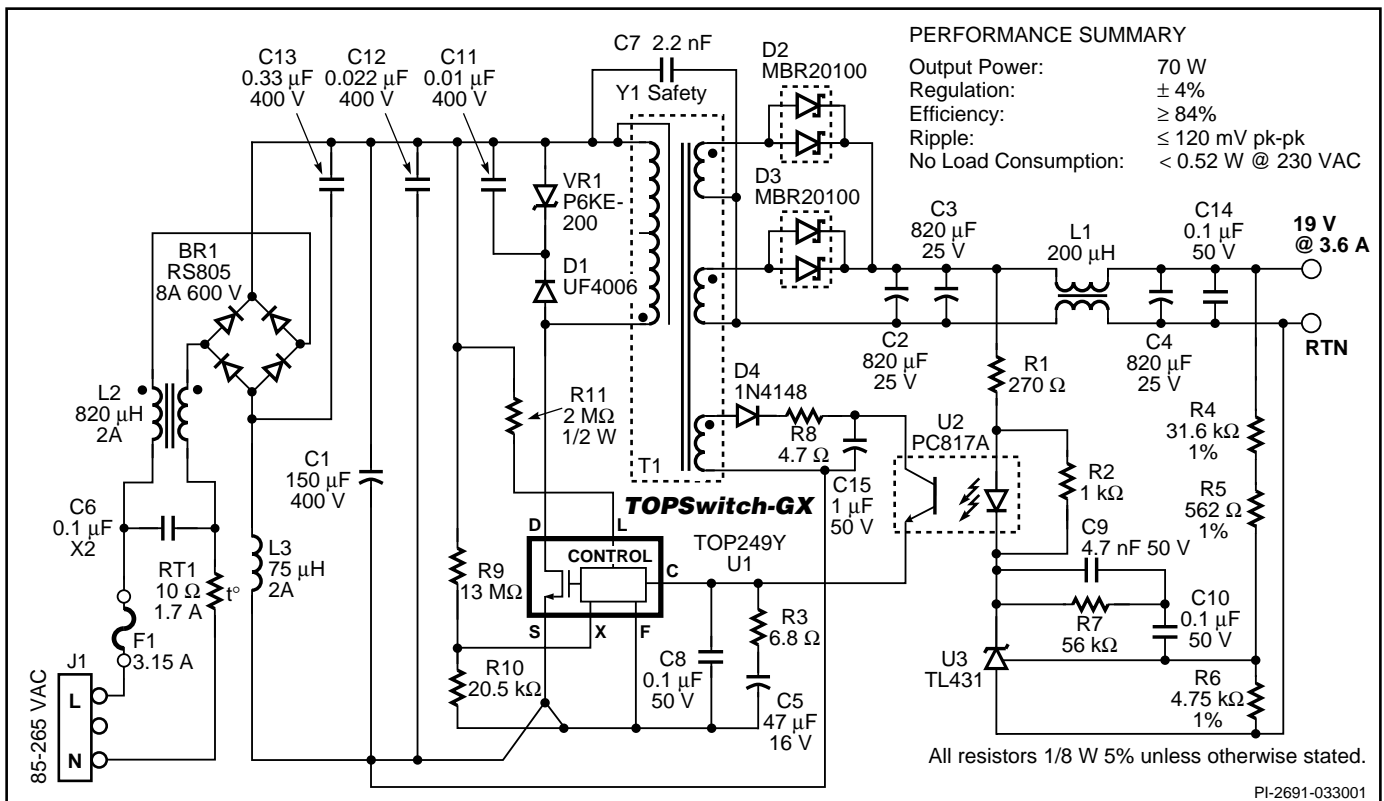 C13
0.33 µF
400 V
C12
0.022 µF
400 V
C11
0.01 µF
400 V
C7 2.2 nF
Y1 Safety
D2
MBR20100
PERFORMANCE SUMMARY
Output Power: 70 W
Regulation: ± 4%
Efficiency: ≥ 84%
Ripple: ≤ 120 mV pk-pk
No Load Consumption: < 0.52 W @ 230 VAC
VR1
P6KE-
200
D3
MBR20100
BR1
RS805
8A 600 V
D1
UF4006
C3
820 µF
25 V
L1
200 µH
C14
0.1 µF
50 V
19 V
@ 3.6 A
C2
820 µF
25 V
C4
820 µF
25 V
RTN
L2
820 µH
2A
R11
2 MΩ
1/2 W
D4
1N4148
R8
4.7 Ω
R1
270 Ω
U2
PC817A
R4
31.6 kΩ
1%
C1
150 µF
400 V
T1
TOPSwitch-GX
C15
1 µF
50 V
R2
1 kΩ
R5
562 Ω
1%
C6
0.1 µF
X2
L3
75 µH
2A
D
L
CONTROL
C
S
X
F
TOP249Y
U1
C9
4.7 nF 50 V
RT1
10 Ω
1.7 A
t°
R9
13 MΩ
R3
6.8 Ω
R7
56 kΩ
C10
0.1 µF
50 V
F1
3.15 A
R10
20.5 kΩ
C8
0.1 µF
50 V
C5
47 µF
16 V
U3
TL431
R6
4.75 kΩ
1%
J1
L
N
85-265 VAC
All resistors 1/8 W 5% unless otherwise stated.
PI-2691-033001